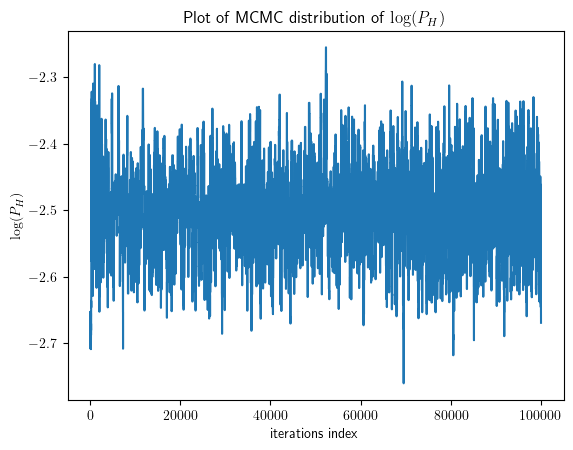 Plot of MCMC distribution of log(P_H)
−2.3
−2.4
−2.5
−2.6
−2.7
log(P_H)
0 20000 40000 60000 80000 100000
iterations index